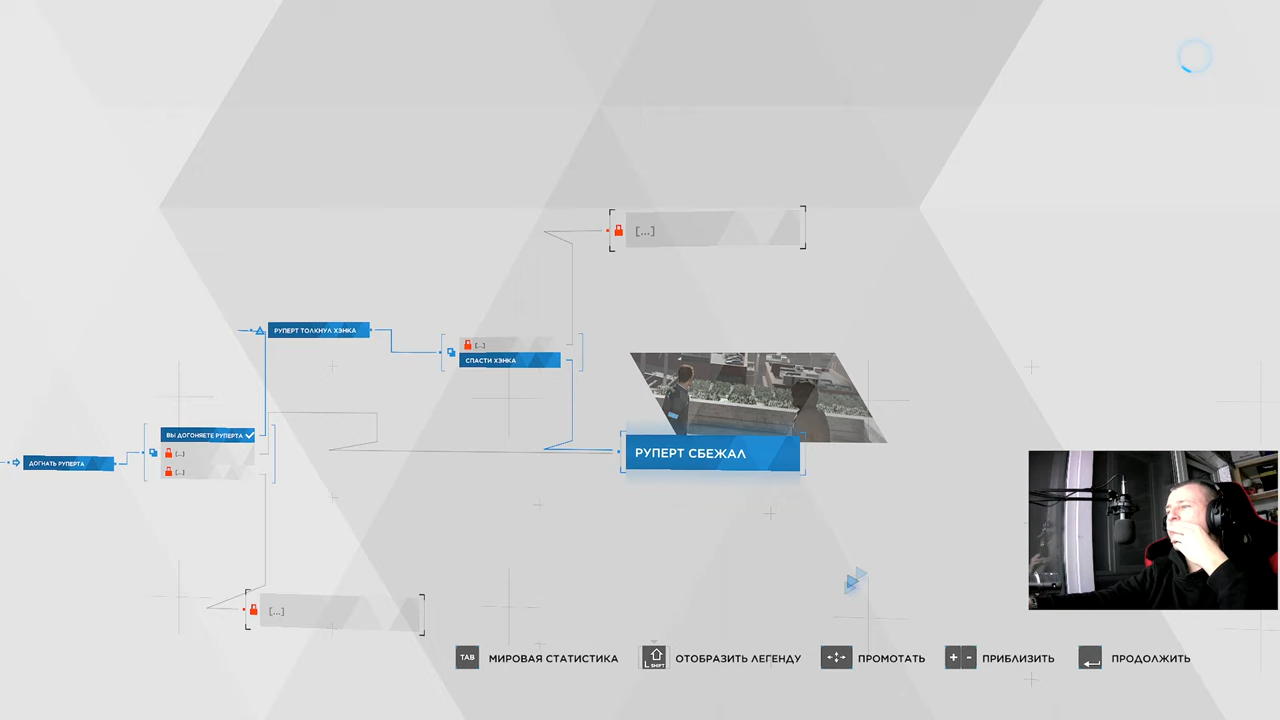 [...]
РУПЕРТ ТОЛКНУЛ ХЭНКА
[...]
СПАСТИ ХЭНКА
ВЫ ДОГОНЯЕТЕ РУПЕРТА
[...]
[...]
ДОГНАТЬ РУПЕРТА
РУПЕРТ СБЕЖАЛ
[...]
TAB МИРОВАЯ СТАТИСТИКА L SHIFT ОТОБРАЗИТЬ ЛЕГЕНДУ ПРОМОТАТЬ + - ПРИБЛИЗИТЬ ПРОДОЛЖИТЬ